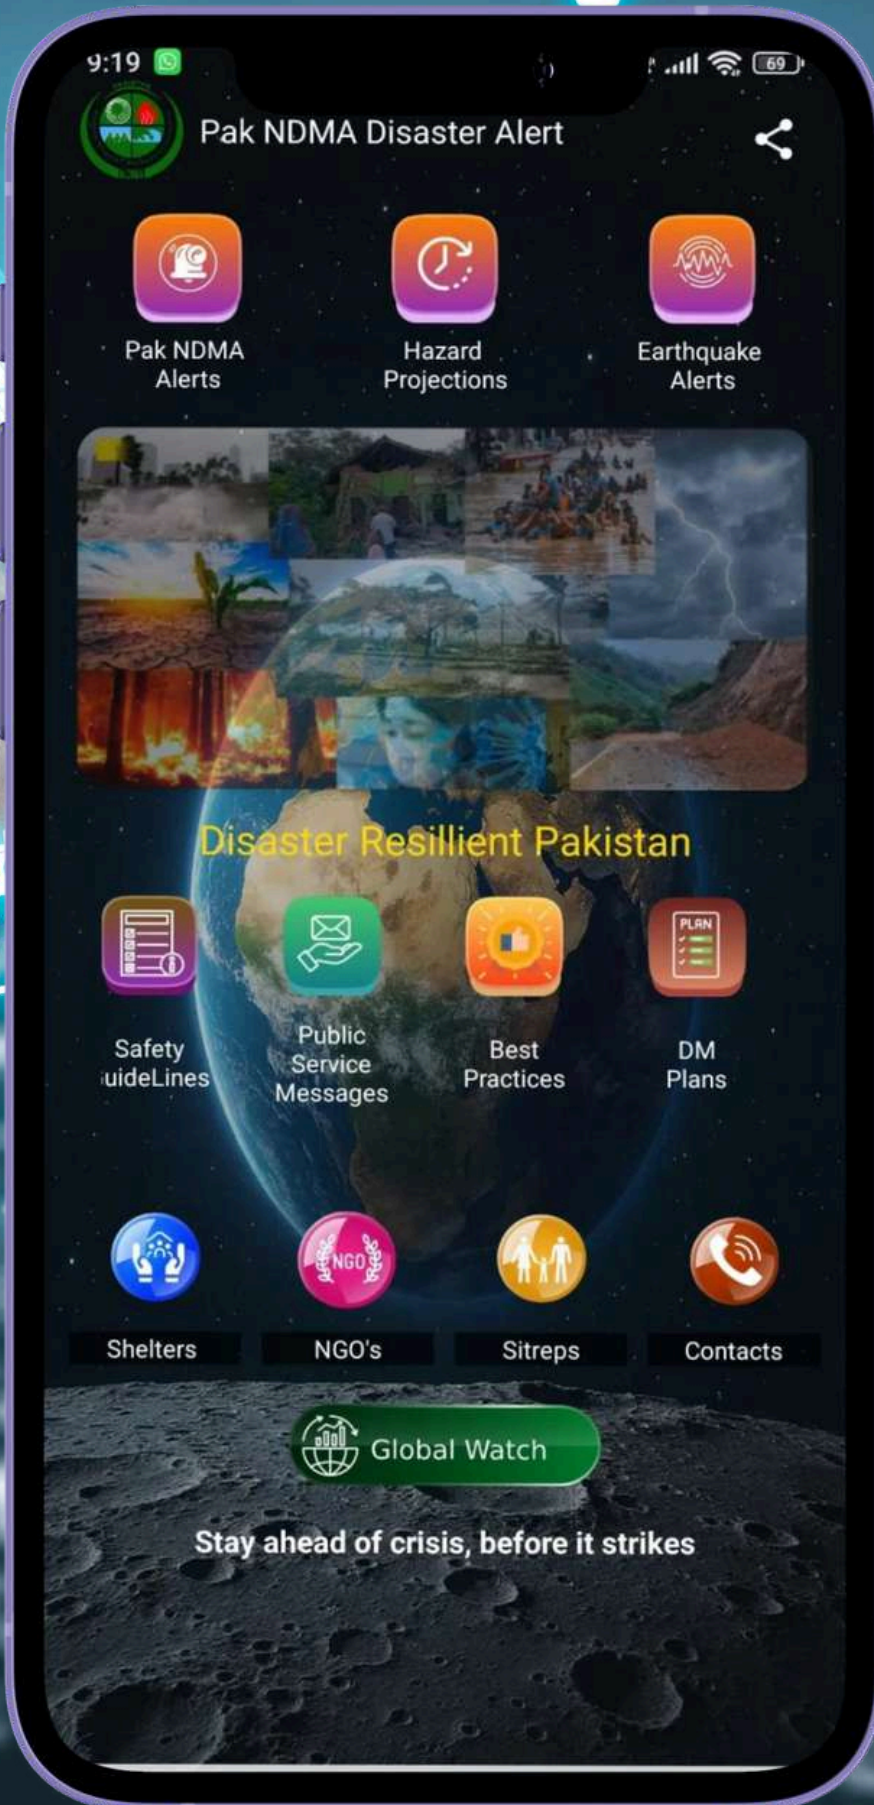 9:19
69
Pak NDMA Disaster Alert
Pak NDMA
Alerts
Hazard
Projections
Earthquake
Alerts
Disaster Resillient Pakistan
Safety
uideLines
Public
Service
Messages
Best
Practices
PLAN
DM
Plans
NGO
Shelters
NGO's
Sitreps
Contacts
Global Watch
Stay ahead of crisis, before it strikes